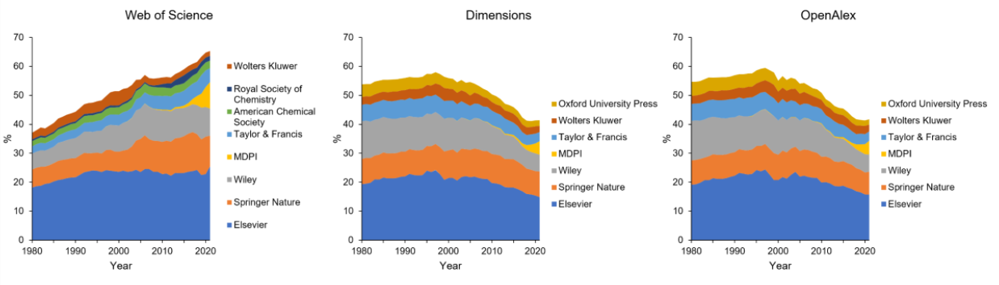 Web of Science
70
60
50
40
30
20
10
0
%
1980
1990
2000
2010
2020
Year
Wolters Kluwer
Royal Society of
Chemistry
American Chemical
Society
Taylor & Francis
MDPI
Wiley
Springer Nature
Elsevier
Dimensions
70
60
50
40
30
20
10
0
%
1980
1990
2000
2010
2020
Year
Oxford University Press
Wolters Kluwer
Taylor & Francis
MDPI
Wiley
Springer Nature
Elsevier
OpenAlex
70
60
50
40
30
20
10
0
%
1980
1990
2000
2010
2020
Year
Oxford University Press
Wolters Kluwer
Taylor & Francis
MDPI
Wiley
Springer Nature
Elsevier